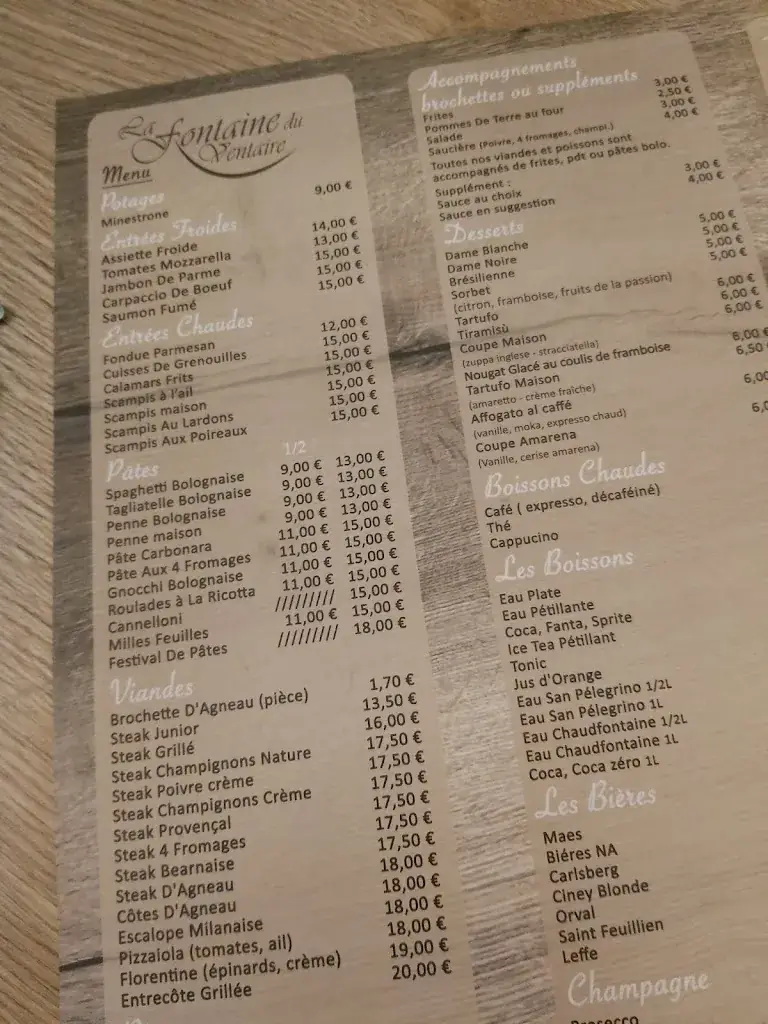 La Fontaine du
Ventaire
Menu
Potages
Minestrone 9,00 €
Entrées Froides
Assiette Froide 14,00 €
Tomates Mozzarella 13,00 €
Jambon De Parme 15,00 €
Carpaccio De Boeuf 15,00 €
Saumon Fumé 15,00 €
Entrées Chaudes
Fondue Parmesan 12,00 €
Cuisses De Grenouilles 15,00 €
Calamars Frits 15,00 €
Scampis à l'ail 15,00 €
Scampis maison 15,00 €
Scampis Au Lardons 15,00 €
Scampis Aux Poireaux 15,00 €
Pâtes 1/2
Spaghetti Bolognaise 9,00 € 13,00 €
Tagliatelle Bolognaise 9,00 € 13,00 €
Penne Bolognaise 9,00 € 13,00 €
Penne maison 9,00 € 13,00 €
Pâte Carbonara 11,00 € 15,00 €
Pâte Aux 4 Fromages 11,00 € 15,00 €
Gnocchi Bolognaise 11,00 € 15,00 €
Roulades à La Ricotta 11,00 € 15,00 €
Cannelloni ///////// 15,00 €
Milles Feuilles 11,00 € 15,00 €
Festival De Pâtes ///////// 18,00 €
Viandes
Brochette D'Agneau (pièce) 1,70 €
Steak Junior 13,50 €
Steak Grillé 16,00 €
Steak Champignons Nature 17,50 €
Steak Poivre crème 17,50 €
Steak Champignons Crème 17,50 €
Steak Provençal 17,50 €
Steak 4 Fromages 17,50 €
Steak Bearnaise 17,50 €
Steak D'Agneau 18,00 €
Côtes D'Agneau 18,00 €
Escalope Milanaise 18,00 €
Pizzaiola (tomates, ail) 18,00 €
Florentine (épinards, crème) 19,00 €
Entrecôte Grillée 20,00 €
Accompagnements
brochettes ou suppléments
Frites 3,00 €
Pommes De Terre au four 2,50 €
Salade 3,00 €
Saucière (Poivre, 4 fromages, champi.) 4,00 €
Toutes nos viandes et poissons sont
accompagnés de frites, pdt ou pâtes bolo.
Supplément :
Sauce au choix 3,00 €
Sauce en suggestion 4,00 €
Desserts
Dame Blanche 5,00 €
Dame Noire 5,00 €
Brésilienne 5,00 €
Sorbet 5,00 €
(citron, framboise, fruits de la passion)
Tartufo 6,00 €
Tiramisù 6,00 €
Coupe Maison 6,00 €
(zuppa inglese - stracciatella)
Nougat Glacé au coulis de framboise 6,00 €
Tartufo Maison 6,50
(amaretto - crème fraîche)
Affogato al caffé 6,00
(vanille, moka, expresso chaud)
Coupe Amarena
(Vanille, cerise amarena)
Boissons Chaudes
Café ( expresso, décaféiné)
Thé
Cappucino
Les Boissons
Eau Plate
Eau Pétillante
Coca, Fanta, Sprite
Ice Tea Pétillant
Tonic
Jus d'Orange
Eau San Pélegrino 1/2L
Eau San Pélegrino 1L
Eau Chaudfontaine 1/2L
Eau Chaudfontaine 1L
Coca, Coca zéro 1L
Les Bières
Maes
Biéres NA
Carlsberg
Ciney Blonde
Orval
Saint Feuillien
Leffe
Champagne
Prosecco